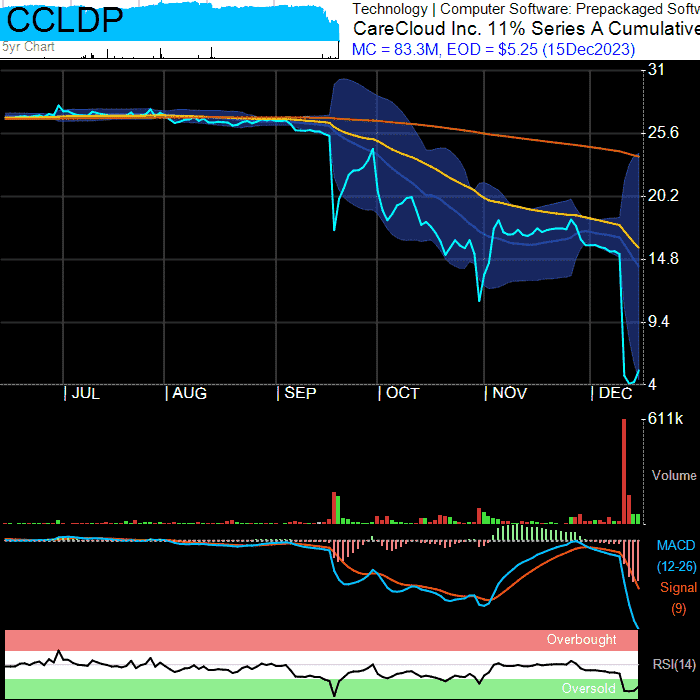 CCLDP
5yr Chart
Technology | Computer Software: Prepackaged Softw
CareCloud Inc. 11% Series A Cumulative
MC = 83.3M, EOD = $5.25 (15Dec2023)
31
25.6
20.2
14.8
9.4
4
JUL AUG SEP OCT NOV DEC
611k
Volume
MACD
(12-26)
Signal
(9)
Overbought
RSI(14)
Oversold